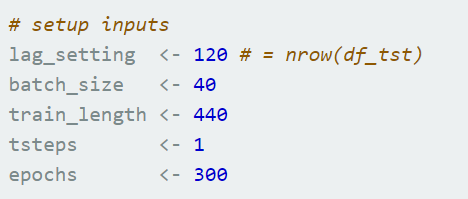 # setup inputs
lag_setting <- 120 # = nrow(df_tst)
batch_size <- 40
train_length <- 440
tsteps <- 1
epochs <- 300